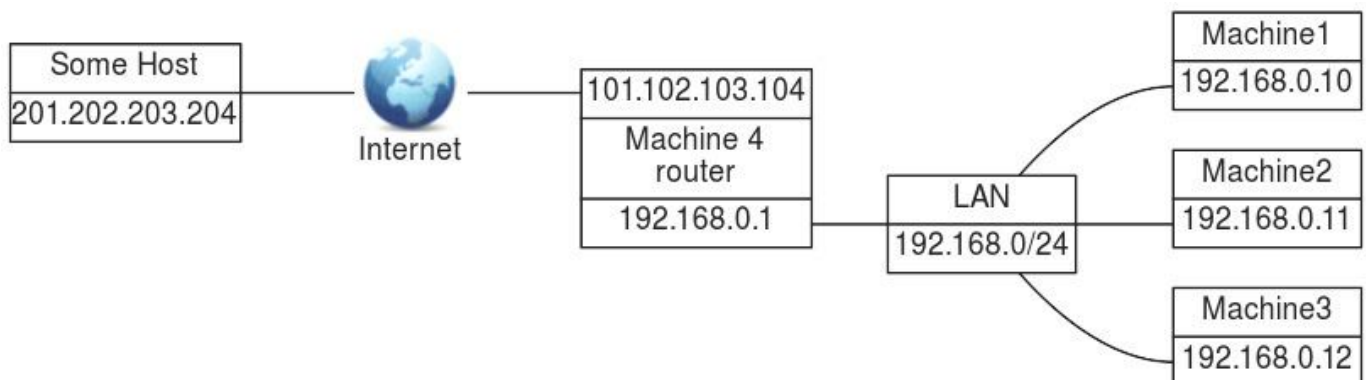 Some Host
201.202.203.204
Internet
101.102.103.104
Machine 4
router
192.168.0.1
LAN
192.168.0/24
Machine1
192.168.0.10
Machine2
192.168.0.11
Machine3
192.168.0.12